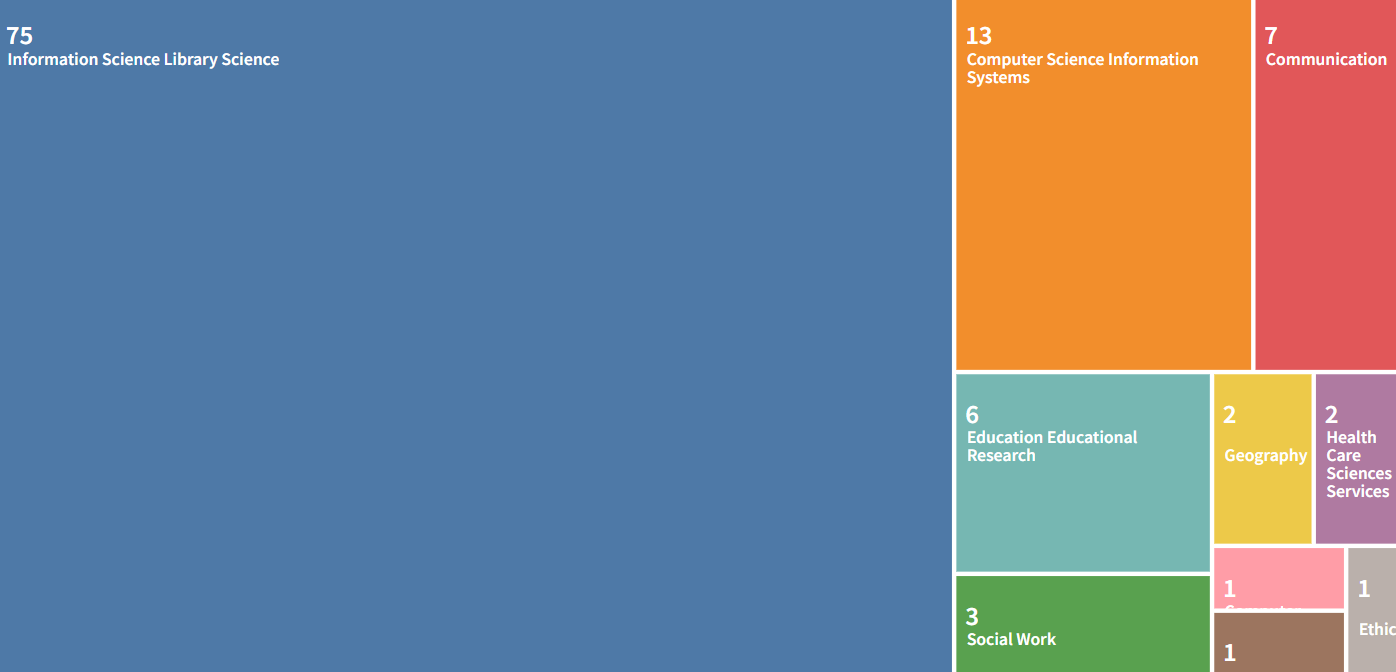 75
Information Science Library Science
13
Computer Science Information
Systems
7
Communication
6
Education Educational
Research
2
Geography
2
Health
Care
Sciences
Services
3
Social Work
1
1
Ethic
1